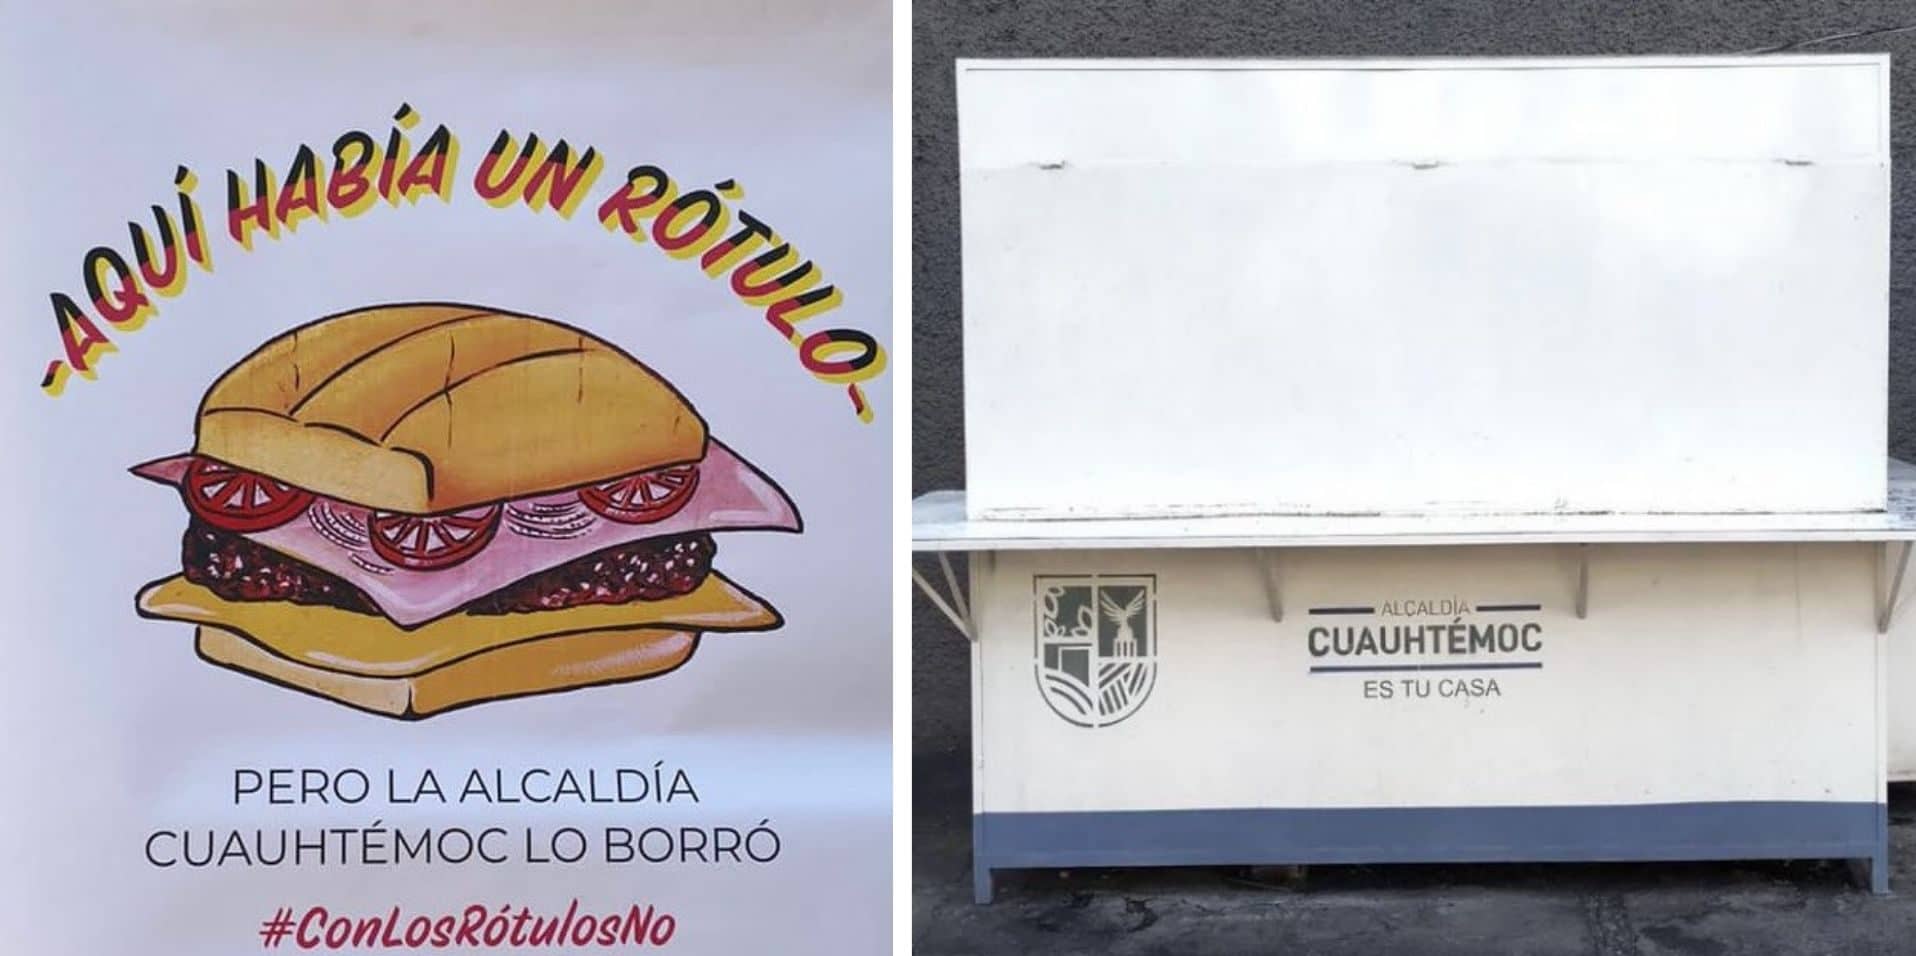 -AQUÍ HABÍA UN RÓTULO-
PERO LA ALCALDÍA
CUAUHTÉMOC LO BORRÓ
#ConLosRótulosNo
ALCALDÍA
CUAUHTÉMOC
ES TU CASA